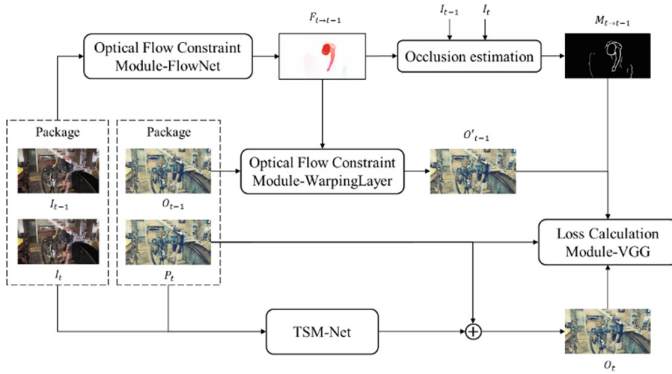 F_{t→t−1}
I_{t−1}
I_t
M_{t→t−1}
Optical Flow Constraint
Module-FlowNet
Occlusion estimation
Package
Package
O'_{t−1}
Optical Flow Constraint
Module-WarpingLayer
I_{t−1}
O_{t−1}
Loss Calculation
Module-VGG
I_t
P_t
TSM-Net
+
O_t